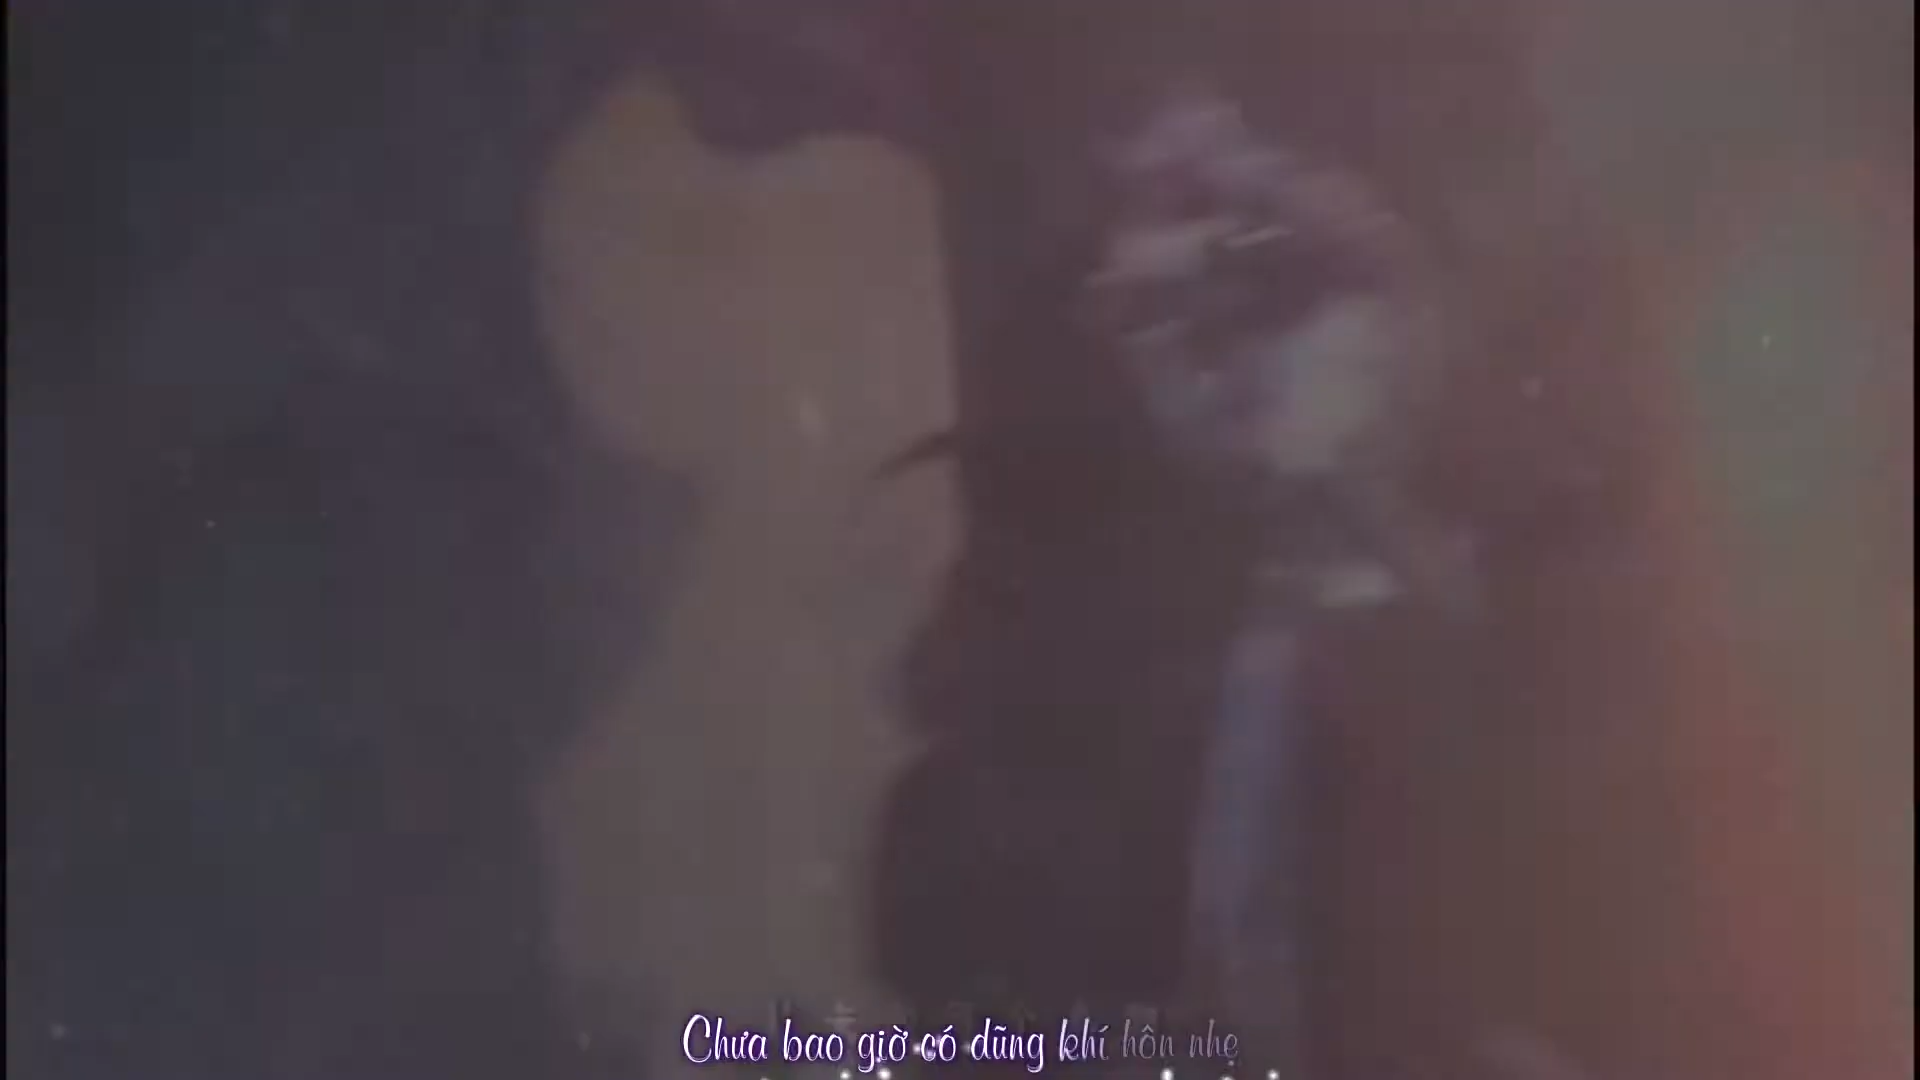 Chưa bao giờ có dũng khí hôn nhẹ